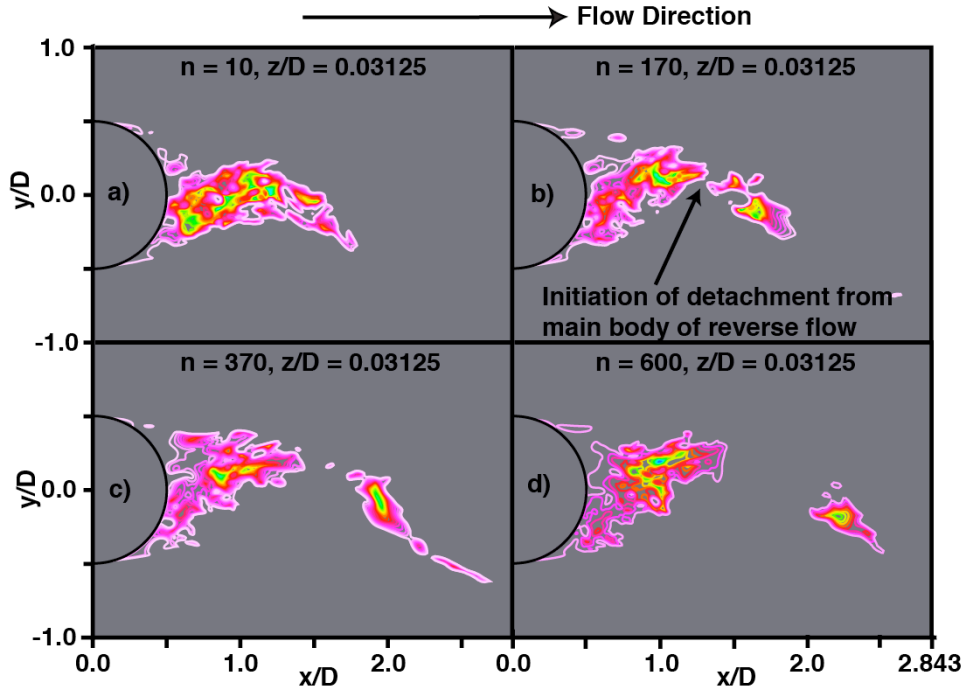 Flow Direction
1.0
n = 10, z/D = 0.03125
n = 170, z/D = 0.03125
y/D
0.0
a)
b)
Initiation of detachment from
main body of reverse flow
-1.0
n = 370, z/D = 0.03125
n = 600, z/D = 0.03125
y/D
0.0
c)
d)
-1.0
0.0
1.0
2.0
0.0
1.0
2.0
2.843
x/D
x/D